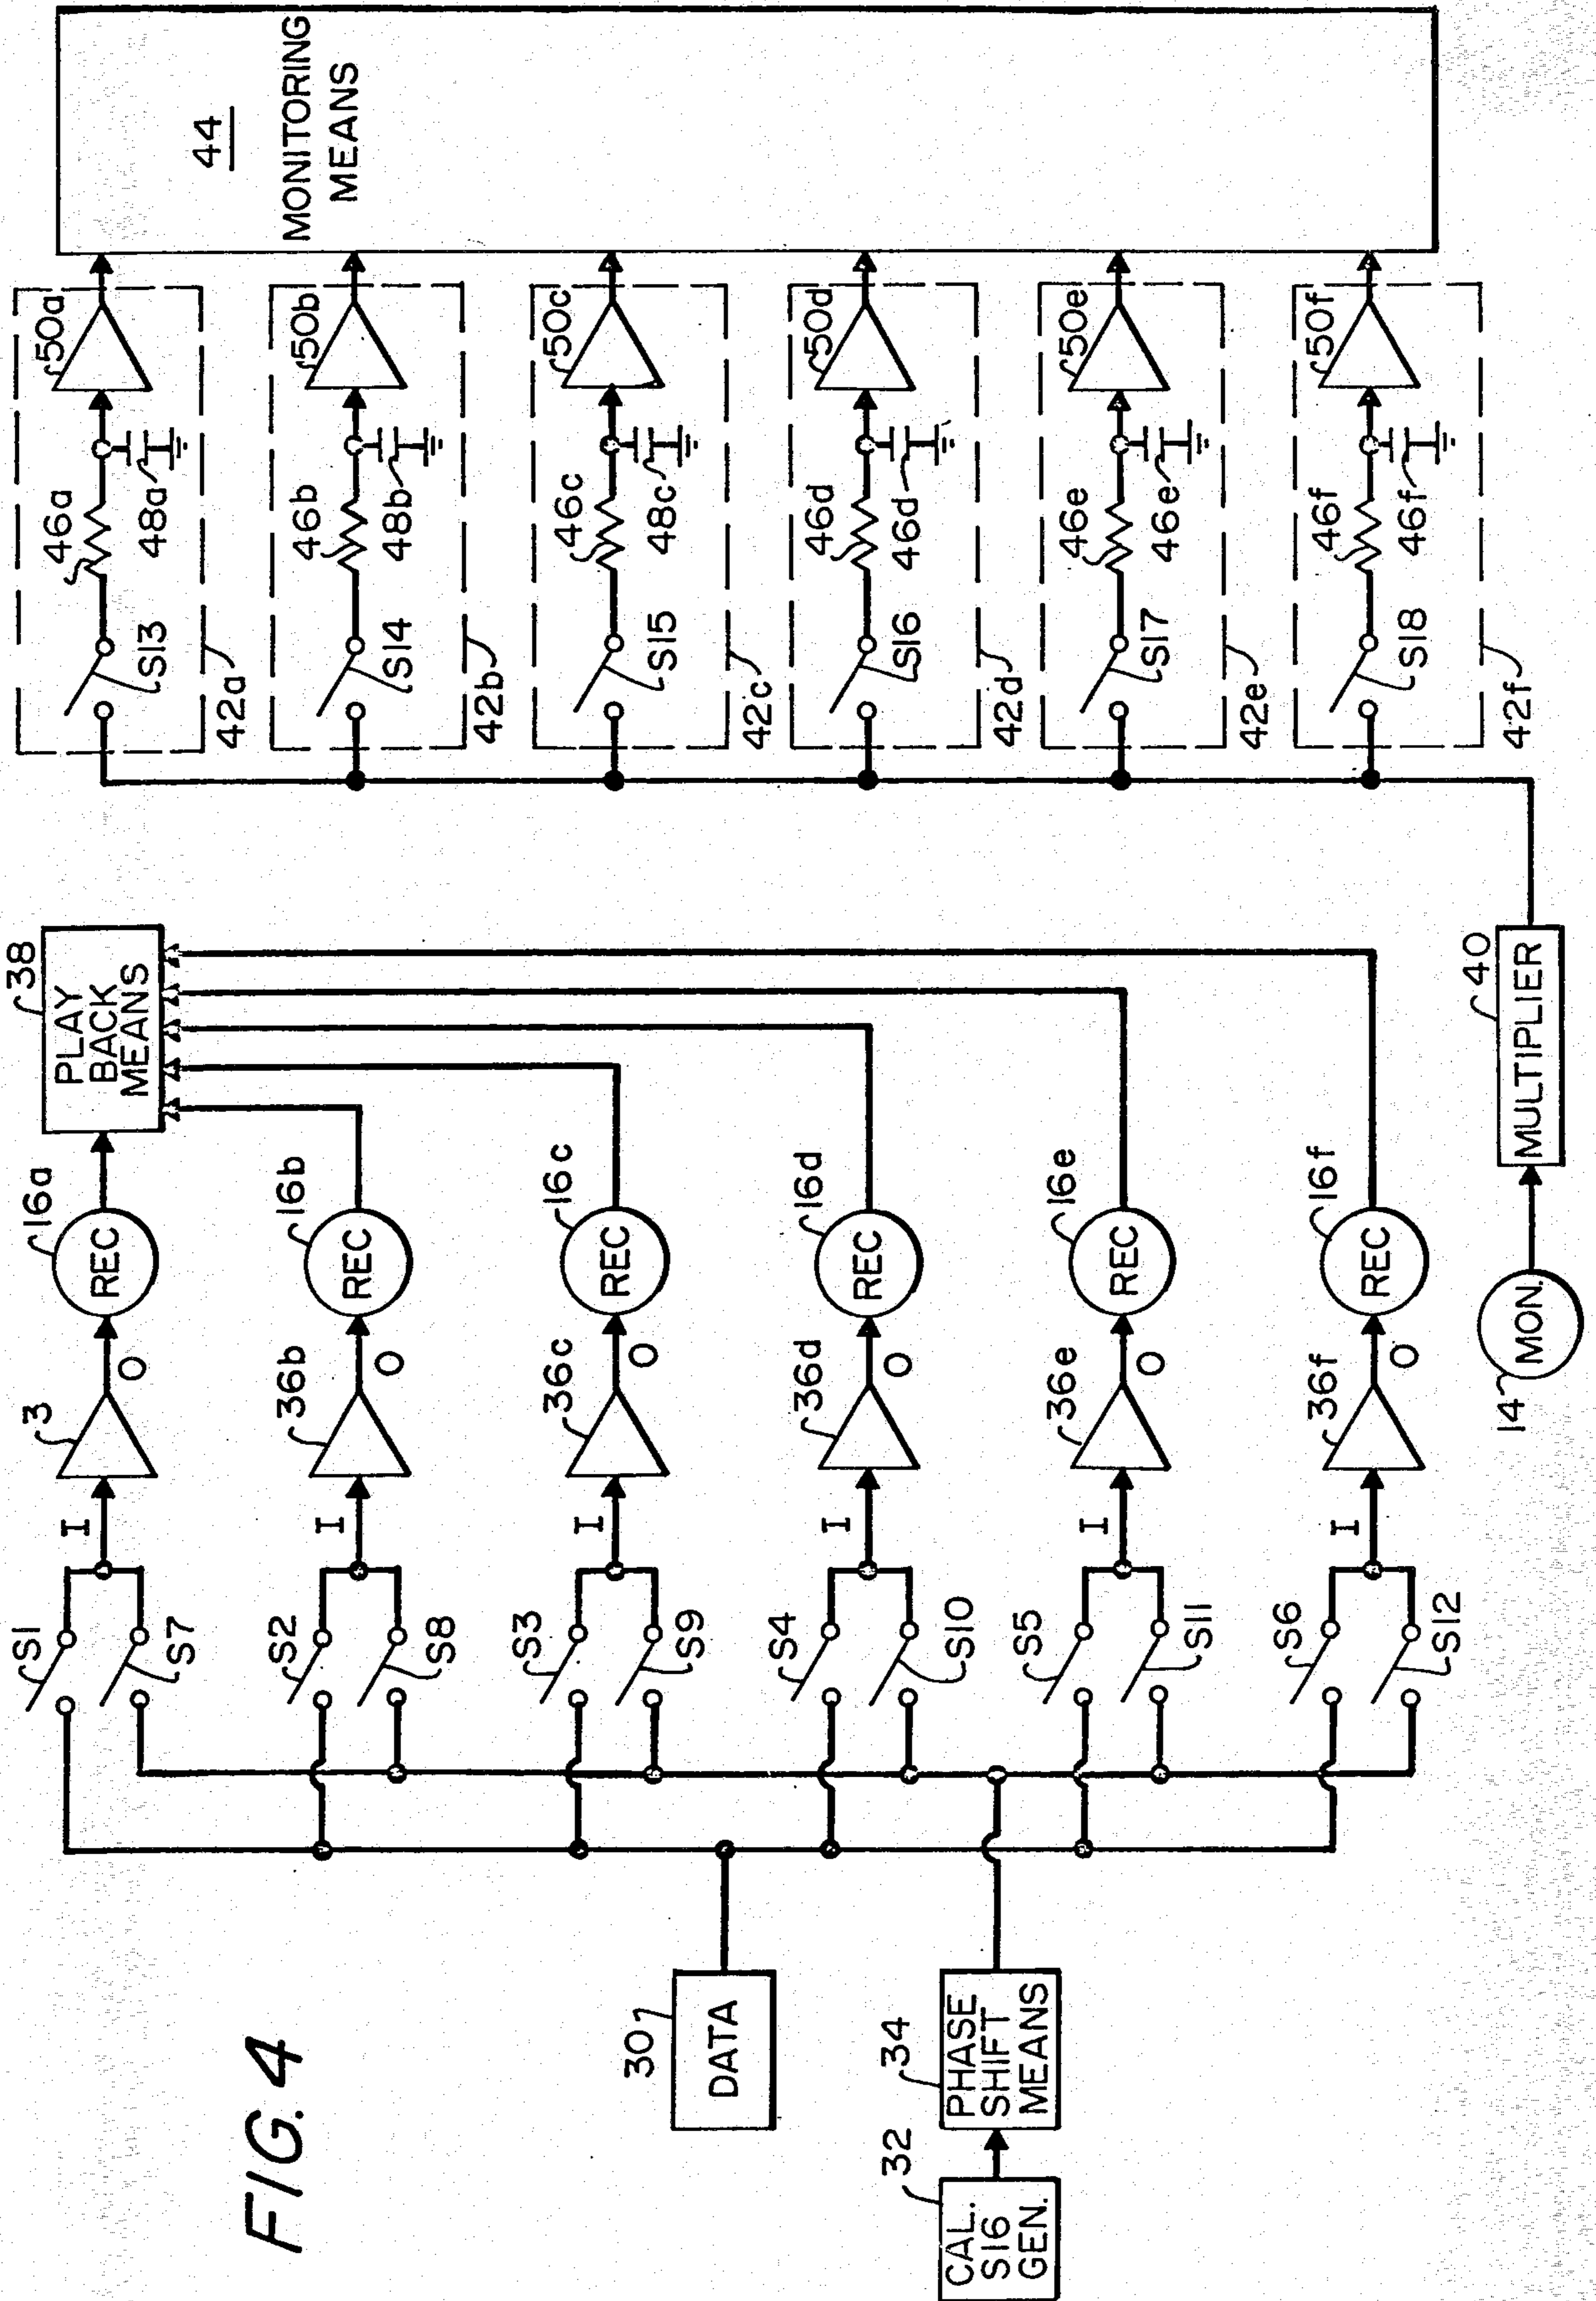 FIG. 4
44
MONITORING
MEANS
50a
46a
48a
S13
42a
50b
46b
48b
S14
42b
50c
46c
48c
S15
42c
50d
46d
46d
S16
42d
50e
46e
46e
S17
42e
50f
46f
46f
S18
42f
38
PLAY
BACK
MEANS
40
MULTIPLIER
14
MON.
16a
REC
O
3
I
S1
S7
16b
REC
O
36b
I
S2
S8
16c
REC
O
36c
I
S3
S9
16d
REC
O
36d
I
S4
S10
16e
REC
O
36e
I
S5
S11
16f
REC
O
36f
I
S6
S12
30
DATA
34
PHASE
SHIFT
MEANS
32
CAL.
S16
GEN.